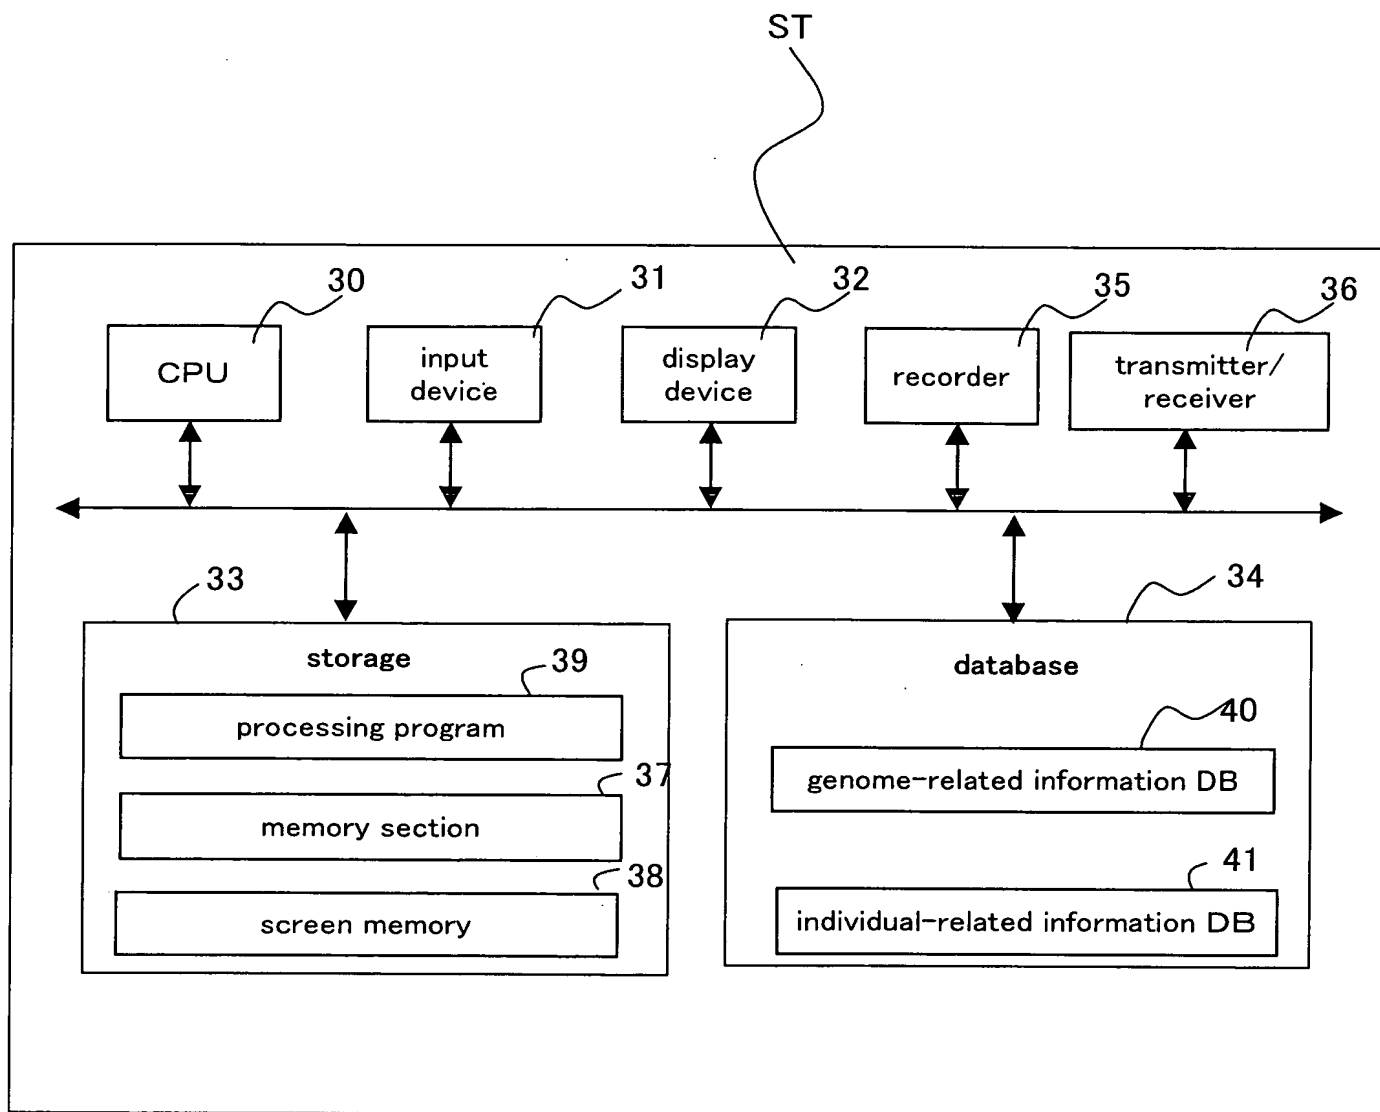 ST
30
31
32
35
36
CPU
input
device
display
device
recorder
transmitter/
receiver
33
34
storage
database
39
processing program
40
genome-related information DB
37
memory section
41
individual-related information DB
38
screen memory